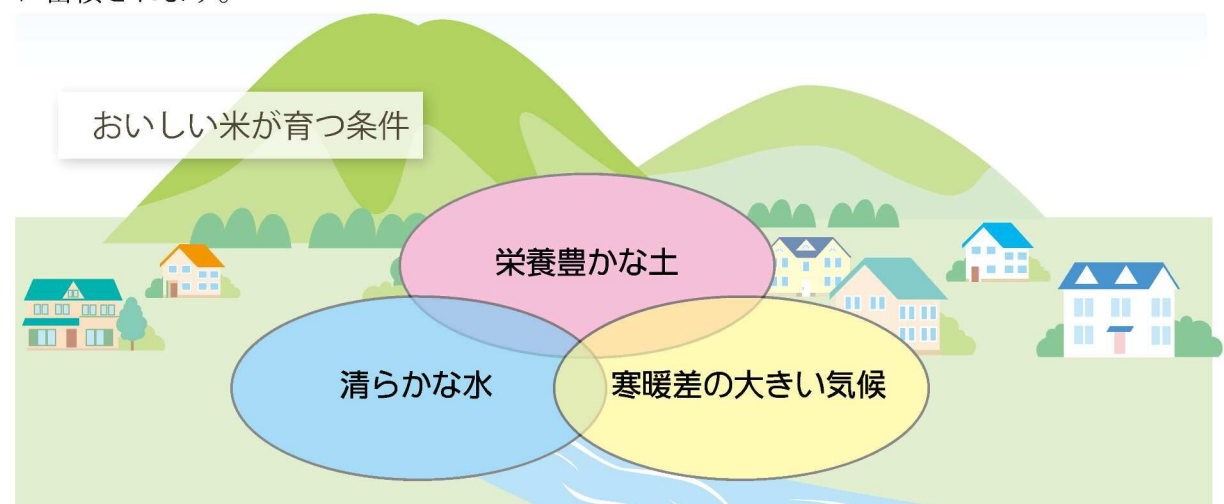 おいしい米が育つ条件
栄養豊かな土
清らかな水
寒暖差の大きい気候